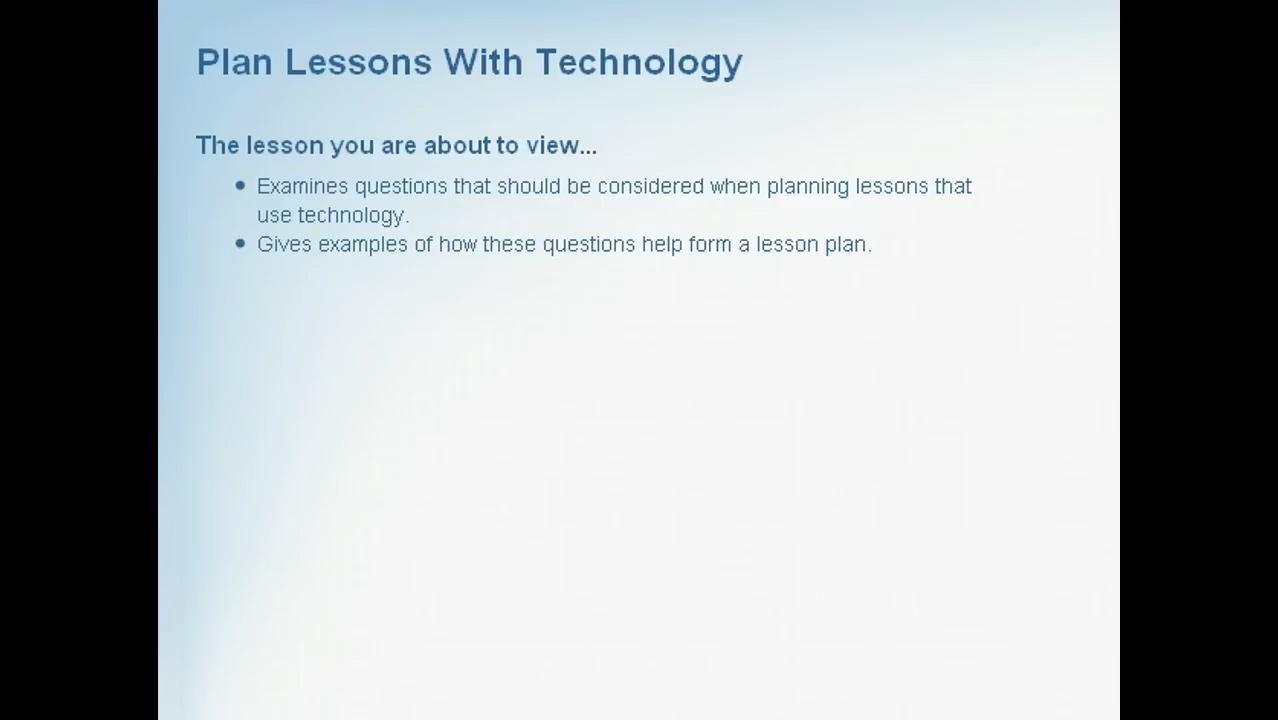 Plan Lessons With Technology
The lesson you are about to view...
• Examines questions that should be considered when planning lessons that
use technology.
• Gives examples of how these questions help form a lesson plan.